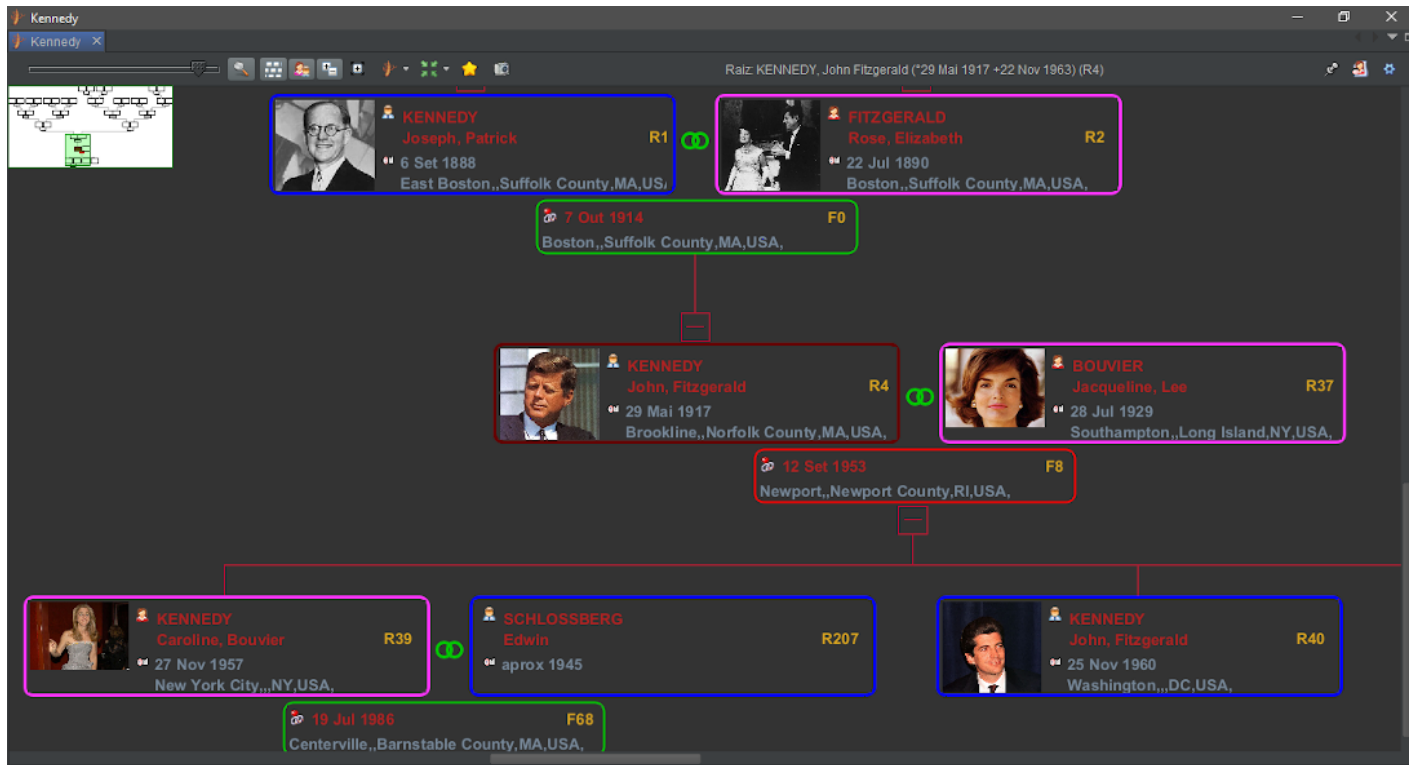 Kennedy
Kennedy
Raiz: KENNEDY, John Fitzgerald (*29 Mai 1917 +22 Nov 1963) (R4)
KENNEDY
Joseph, Patrick
R1
6 Set 1888
East Boston,,Suffolk County,MA,US
FITZGERALD
Rose, Elizabeth
R2
22 Jul 1890
Boston,,Suffolk County,MA,USA,
7 Out 1914
F0
Boston,,Suffolk County,MA,USA,
KENNEDY
John, Fitzgerald
R4
29 Mai 1917
Brookline,,Norfolk County,MA,USA,
BOUVIER
Jacqueline, Lee
R37
28 Jul 1929
Southampton,,Long Island,NY,USA,
12 Set 1953
F8
Newport,,Newport County,RI,USA,
KENNEDY
Caroline, Bouvier
R39
27 Nov 1957
New York City,,,NY,USA,
SCHLOSSBERG
Edwin
R207
aprox 1945
KENNEDY
John, Fitzgerald
R40
25 Nov 1960
Washington,,,DC,USA,
19 Jul 1986
F68
Centerville,,Barnstable County,MA,USA,